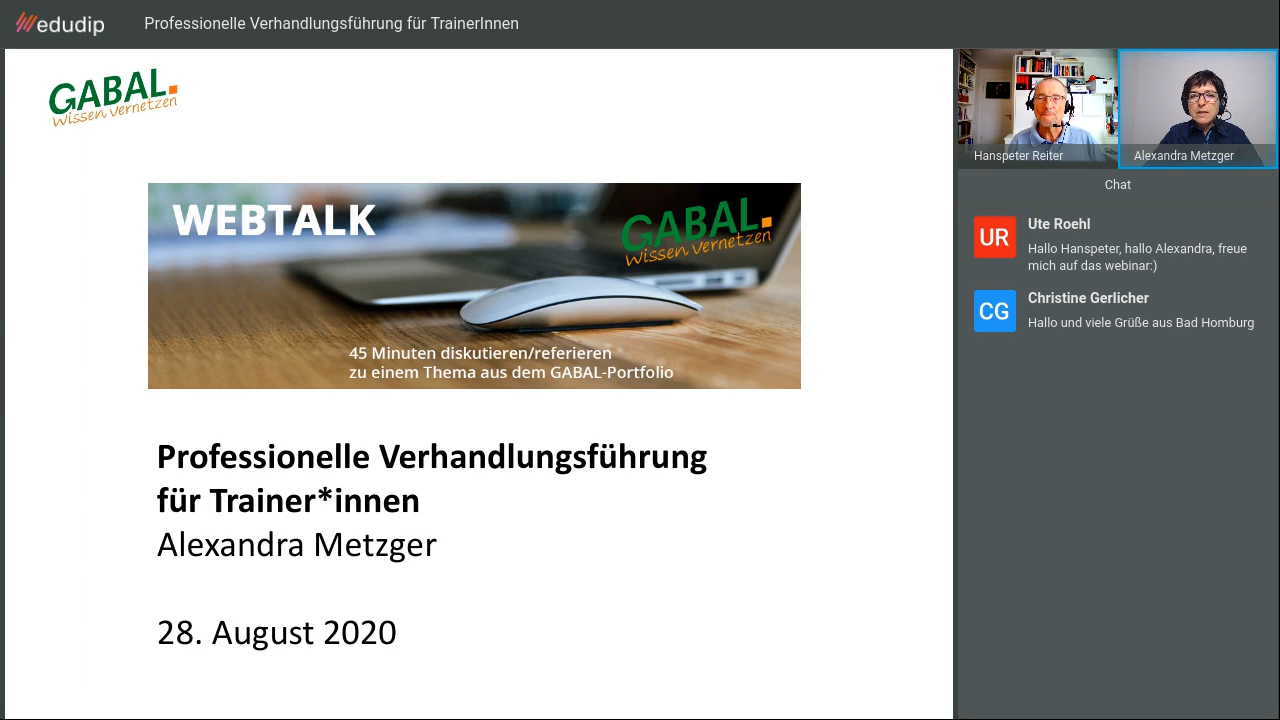 edudip
Professionelle Verhandlungsführung für TrainerInnen
GABAL
Wissen vernetzen
WEBTALK
GABAL
Wissen vernetzen
45 Minuten diskutieren/referieren
zu einem Thema aus dem GABAL-Portfolio
Professionelle Verhandlungsführung
für Trainer*innen
Alexandra Metzger
28. August 2020
Hanspeter Reiter
Alexandra Metzger
Chat
UR
Ute Roehl
Hallo Hanspeter, hallo Alexandra, freue
mich auf das webinar:)
CG
Christine Gerlicher
Hallo und viele Grüße aus Bad Homburg